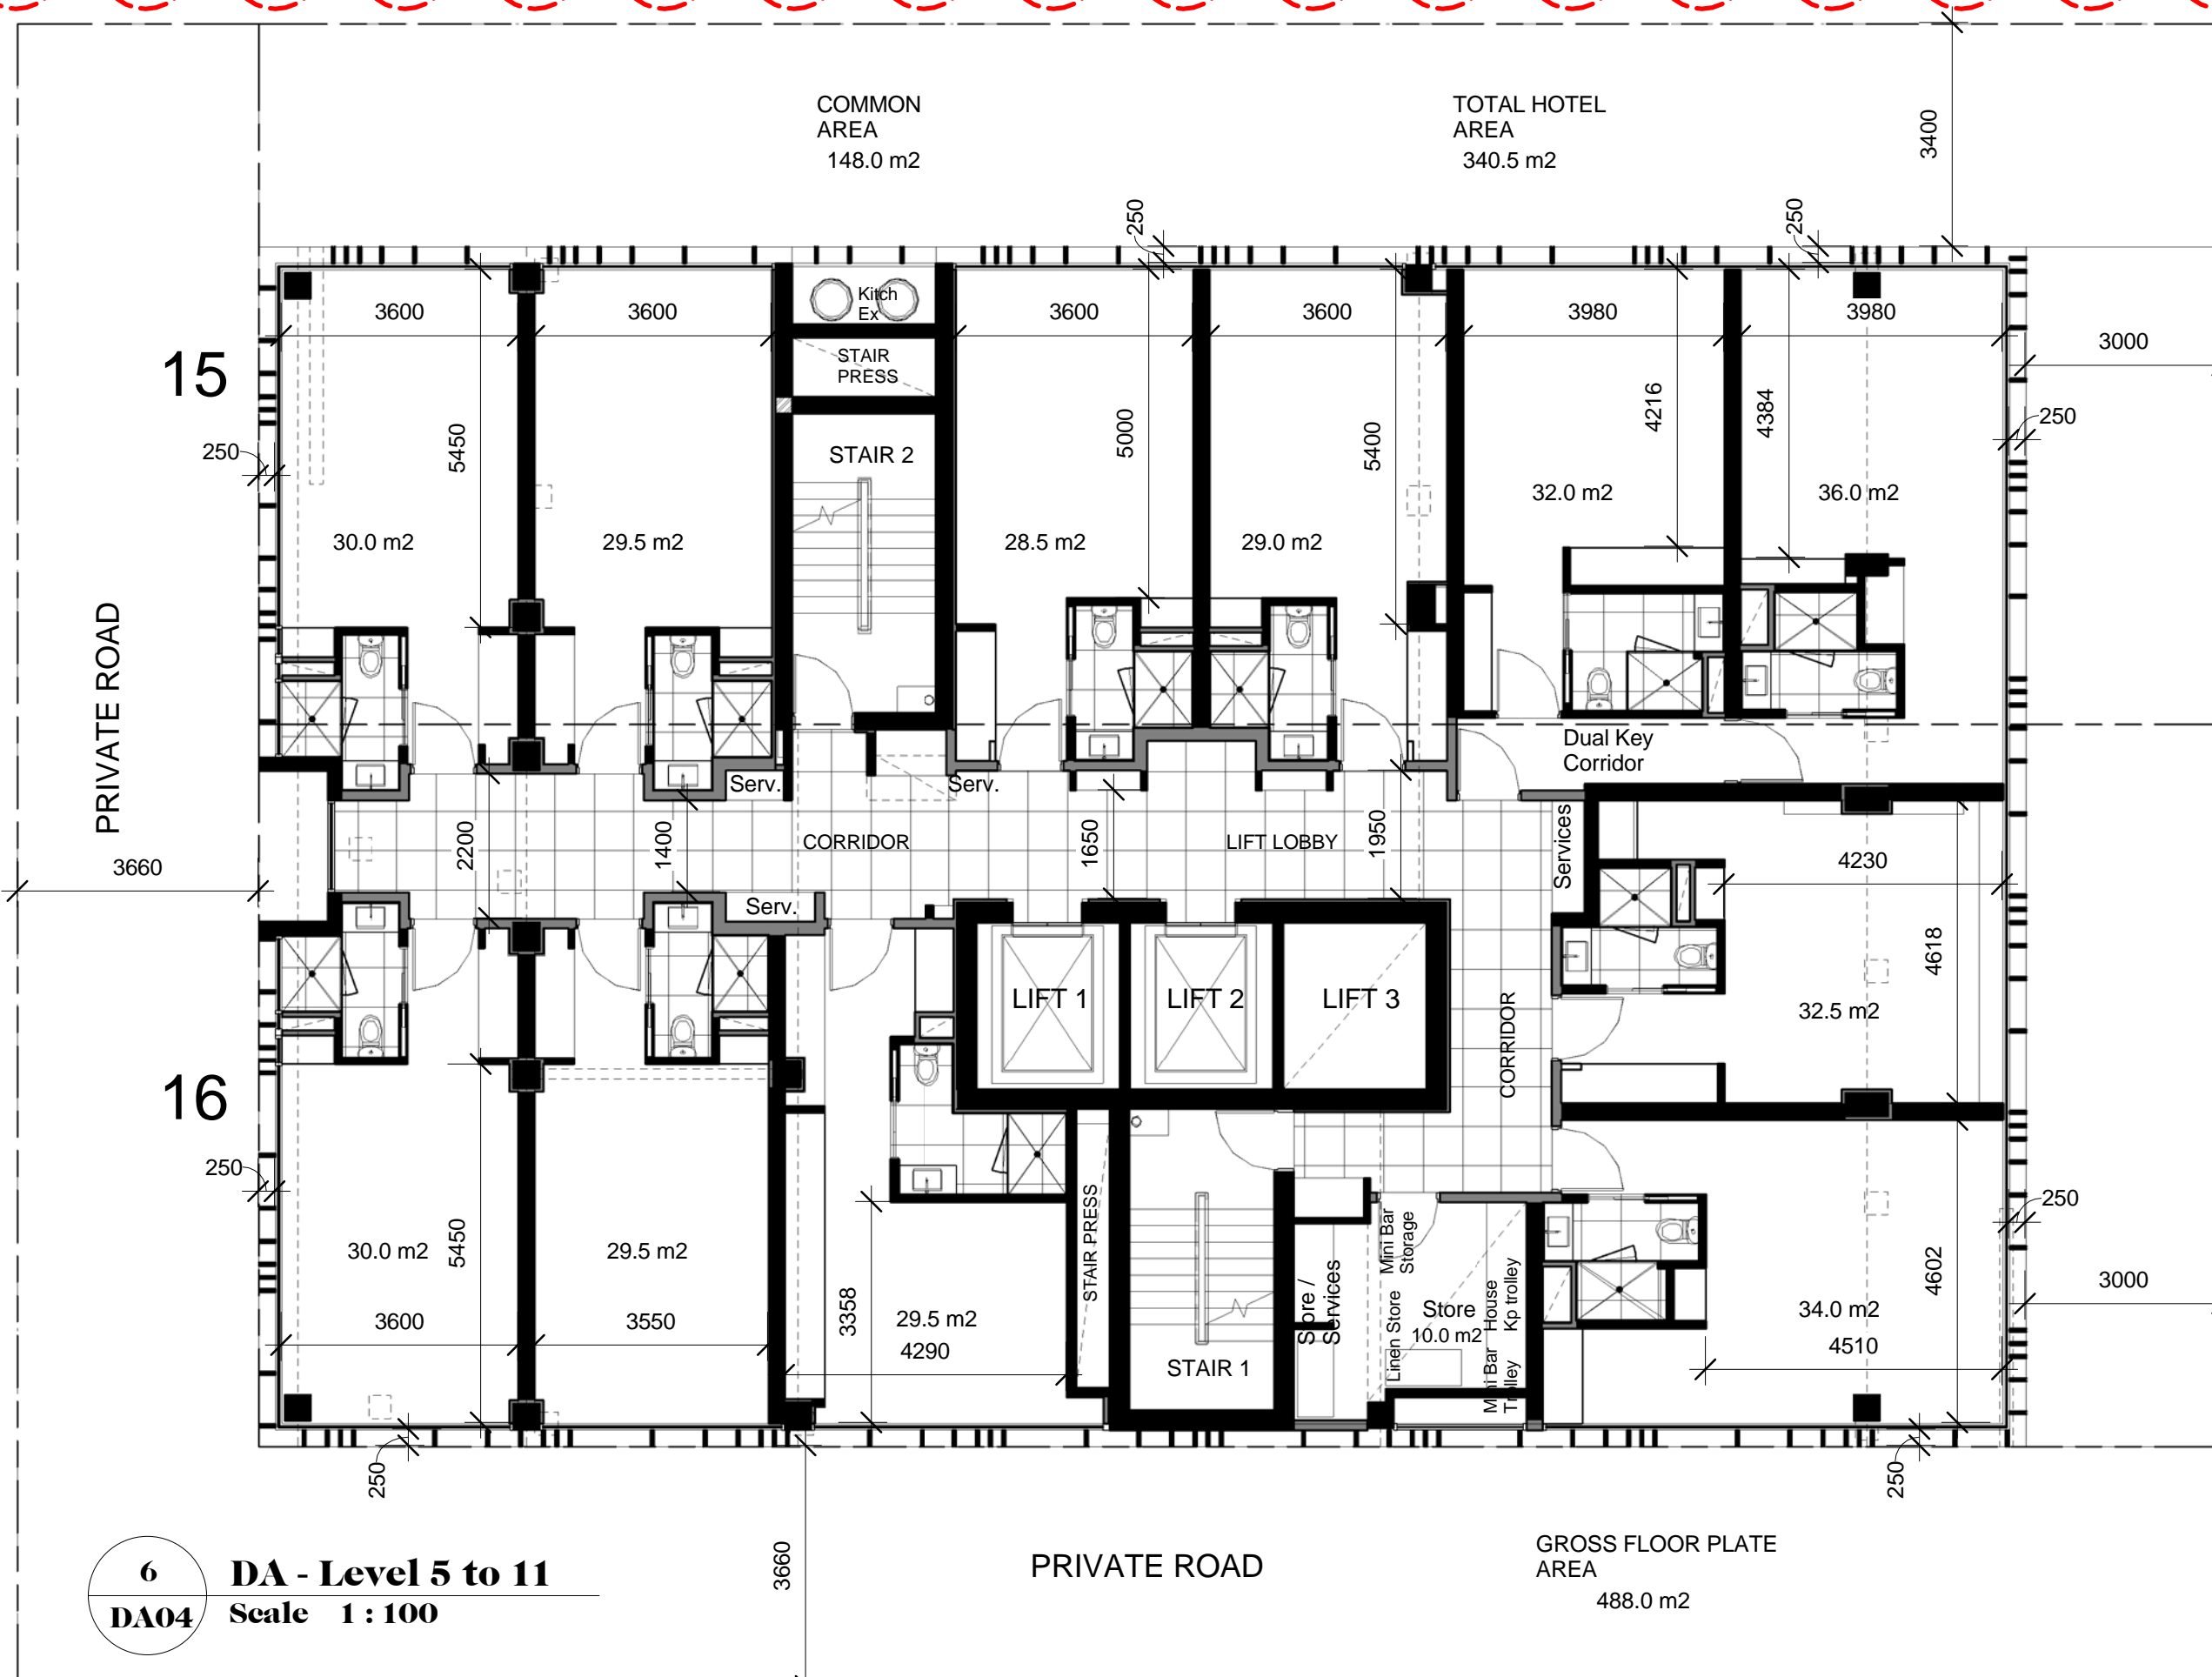 COMMON
AREA
148.0 m2
TOTAL HOTEL
AREA
340.5 m2
3400
250
250
3600
3600
Kitch
Ex
3600
3600
3980
3980
3000
15
STAIR
PRESS
250
5450
STAIR 2
5000
5400
4216
4384
250
30.0 m2
29.5 m2
28.5 m2
29.0 m2
32.0 m2
36.0 m2
PRIVATE ROAD
Dual Key
Corridor
Serv.
Serv.
3660
2200
1400
CORRIDOR
1650
LIFT LOBBY
1950
Services
4230
Serv.
4618
LIFT 1
LIFT 2
LIFT 3
CORRIDOR
32.5 m2
16
250
STAIR PRESS
Mini Bar
Storage
250
30.0 m2
5450
29.5 m2
3358
29.5 m2
Store /
Services
Linen Store
Store
10.0 m2
House
Kp trolley
Mini Bar
Trolley
4602
34.0 m2
3000
3600
3550
4290
STAIR 1
4510
250
250
3660
PRIVATE ROAD
GROSS FLOOR PLATE
AREA
488.0 m2
6
DA04
DA - Level 5 to 11
Scale 1 : 100